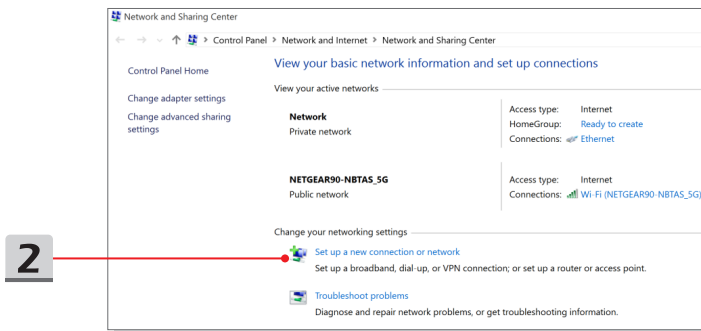 Network and Sharing Center
Control Panel > Network and Internet > Network and Sharing Center
Control Panel Home
Change adapter settings
Change advanced sharing
settings
View your basic network information and set up connections
View your active networks
Network
Private network
Access type: Internet
HomeGroup: Ready to create
Connections: Ethernet
NETGEAR90-NBTAS_5G
Public network
Access type: Internet
Connections: Wi-Fi (NETGEAR90-NBTAS_5G)
Change your networking settings
2
Set up a new connection or network
Set up a broadband, dial-up, or VPN connection; or set up a router or access point.
Troubleshoot problems
Diagnose and repair network problems, or get troubleshooting information.